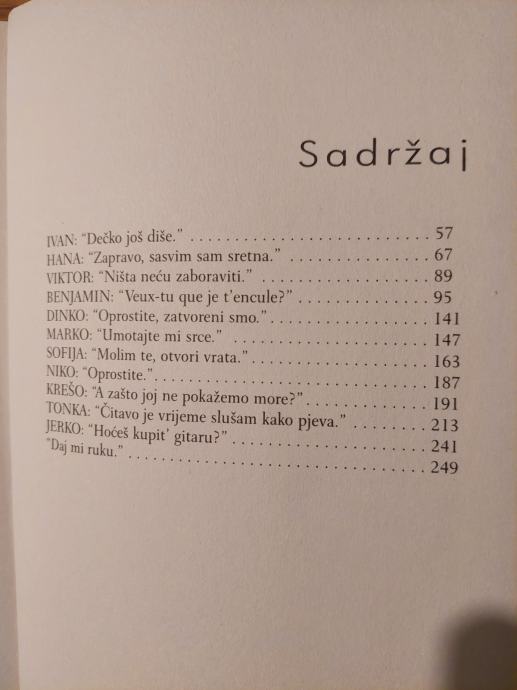 Sadržaj
IVAN: "Dečko još diše." . . . . . . . . . . . . . . . . . . . . . . . . . . 57
HANA: "Zapravo, sasvim sam sretna." . . . . . . . . . . . . . . . 67
VIKTOR: "Ništa neću zaboraviti." . . . . . . . . . . . . . . . . . . . 89
BENJAMIN: "Veux-tu que je t'encule?" . . . . . . . . . . . . . . 95
DINKO: "Oprostite, zatvoreni smo." . . . . . . . . . . . . . . . . . 141
MARKO: "Umotajte mi srce." . . . . . . . . . . . . . . . . . . . . . . 147
SOFIJA: "Molim te, otvori vrata." . . . . . . . . . . . . . . . . . . . 163
NIKO: "Oprostite." . . . . . . . . . . . . . . . . . . . . . . . . . . . . . 187
KREŠO: "A zašto joj ne pokažemo more?" . . . . . . . . . . . . . 191
TONKA: "Čitavo je vrijeme slušam kako pjeva." . . . . . . . . 213
JERKO: "Hoćeš kupit' gitaru?" . . . . . . . . . . . . . . . . . . . . . 241
"Daj mi ruku." . . . . . . . . . . . . . . . . . . . . . . . . . . . . . . . . 249